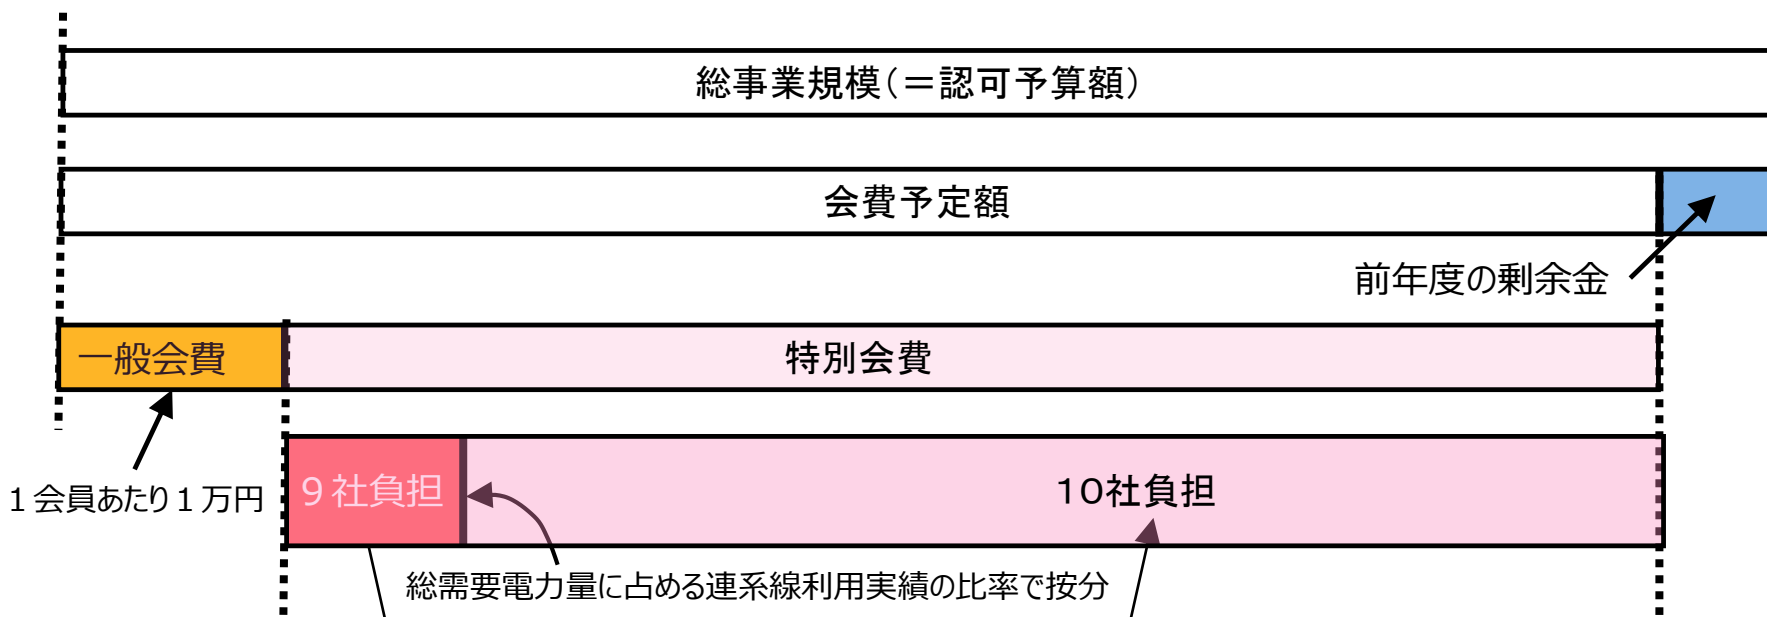 総事業規模（＝認可予算額）
会費予定額
前年度の剰余金
一般会費
特別会費
１会員あたり１万円
９社負担
１０社負担
総需要電力量に占める連系線利用実績の比率で按分